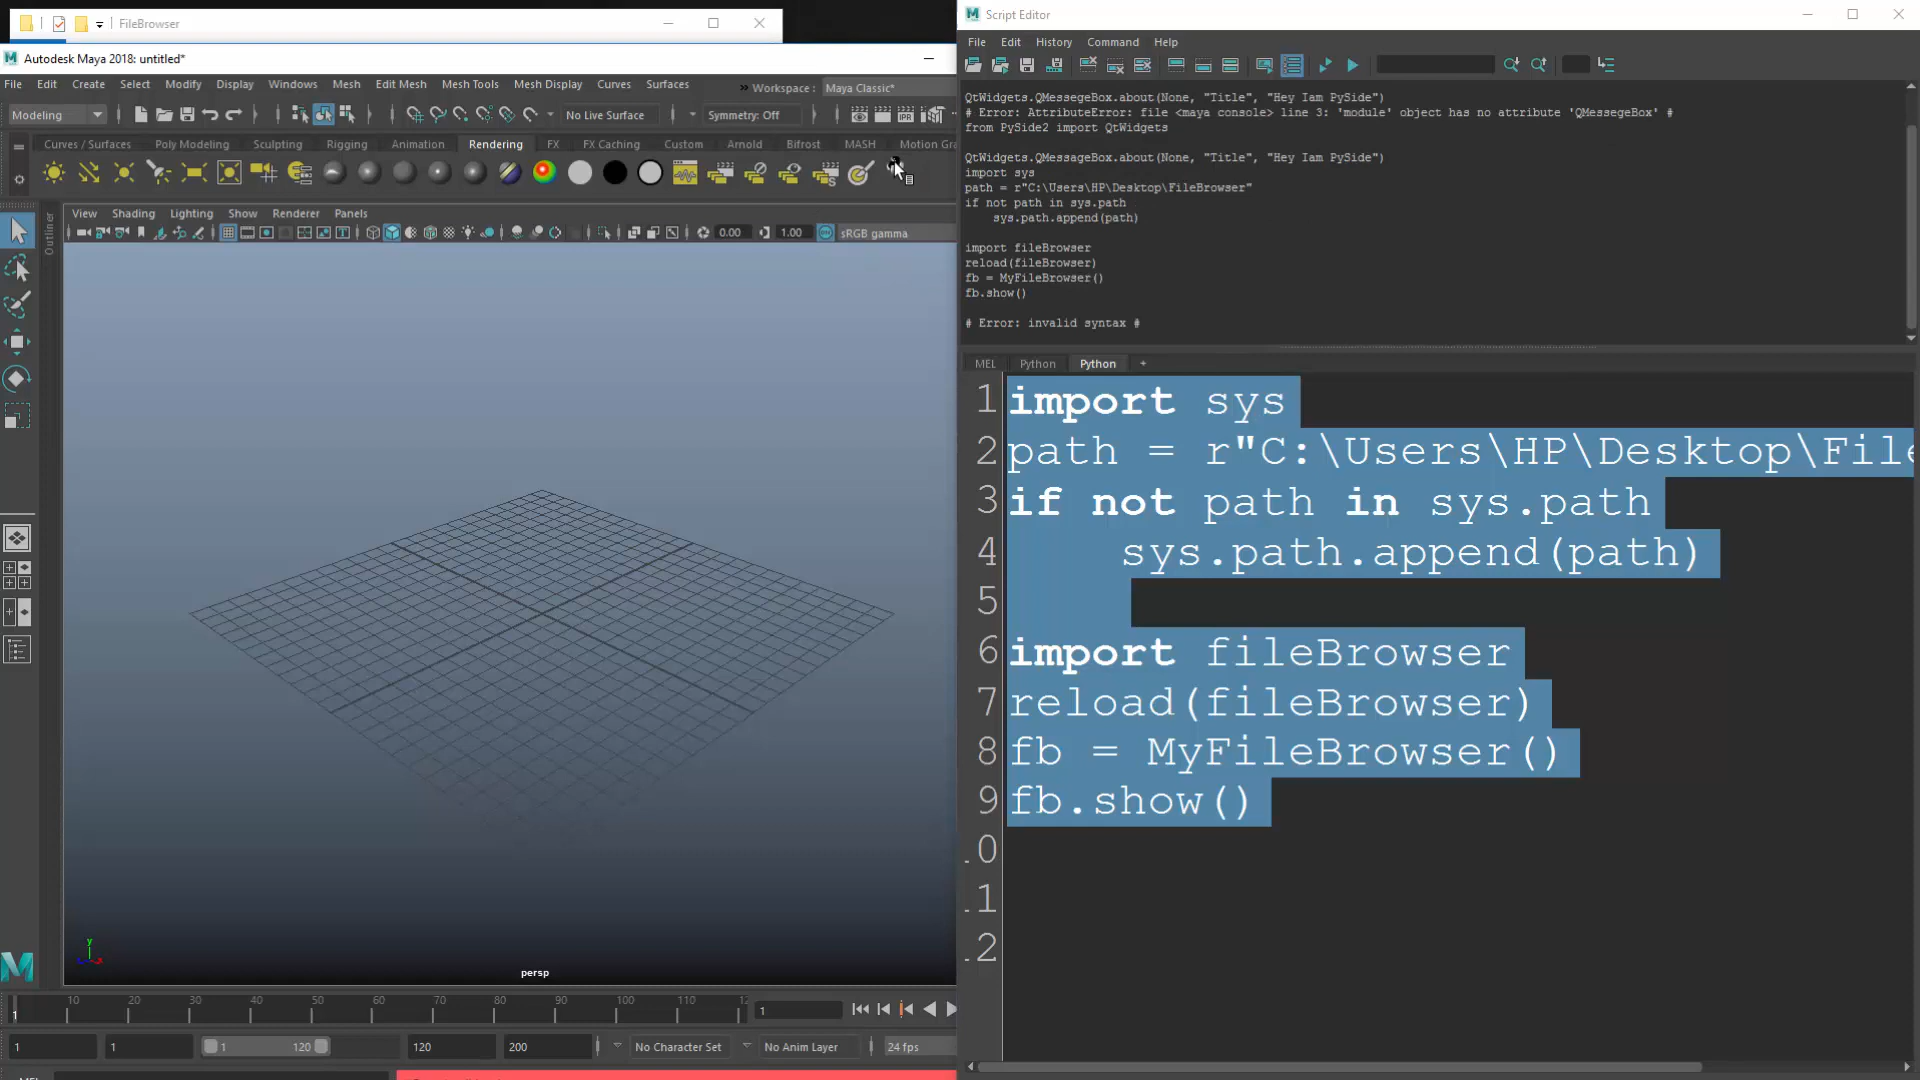 FileBrowser
Autodesk Maya 2018: untitled*
File Edit Create Select Modify Display Windows Mesh Edit Mesh Mesh Tools Mesh Display Curves Surfaces
» Workspace : Maya Classic*
Modeling
No Live Surface
Symmetry: Off
Curves / Surfaces Poly Modeling Sculpting Rigging Animation Rendering FX FX Caching Custom Arnold Bifrost MASH Motion Gra
View Shading Lighting Show Renderer Panels
0.00 1.00 sRGB gamma
Outliner
persp
y
10 20 30 40 50 60 70 80 90 100 110 12
1
1
1 1 1 120 120 200 No Character Set No Anim Layer 24 fps
Script Editor
File Edit History Command Help
QtWidgets.QMessegeBox.about(None, "Title", "Hey Iam PySide")
# Error: AttributeError: file <maya console> line 3: 'module' object has no attribute 'QMessegeBox' #
from PySide2 import QtWidgets
QtWidgets.QMessageBox.about(None, "Title", "Hey Iam PySide")
import sys
path = r"C:\Users\HP\Desktop\FileBrowser"
if not path in sys.path
sys.path.append(path)
import fileBrowser
reload(fileBrowser)
fb = MyFileBrowser()
fb.show()
# Error: invalid syntax #
MEL Python Python +
1 import sys
2 path = r"C:\Users\HP\Desktop\File
3 if not path in sys.path
4 sys.path.append(path)
5
6 import fileBrowser
7 reload(fileBrowser)
8 fb = MyFileBrowser()
9 fb.show()
.0
.1
.2